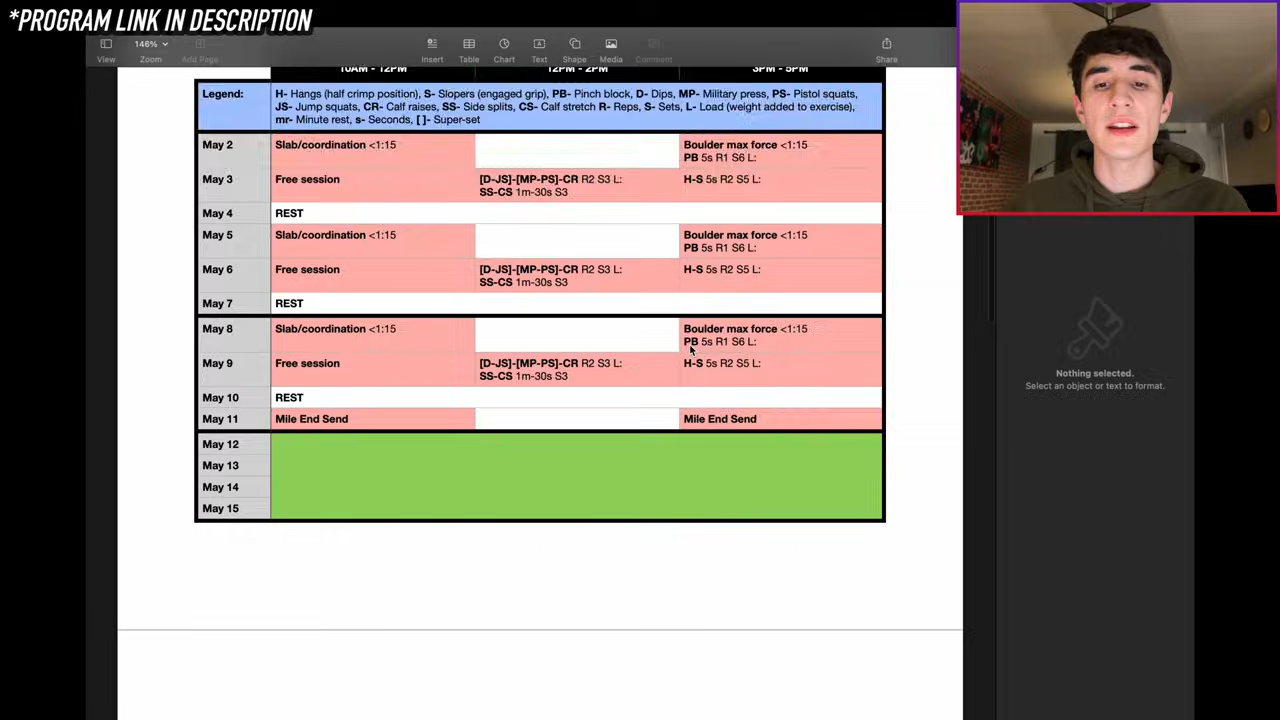 *PROGRAM LINK IN DESCRIPTION
146%
View Zoom Add Page Insert Table Chart Text Shape Media Comment Share
10AM - 12PM 12PM - 2PM 3PM - 5PM
Legend: H- Hangs (half crimp position), S- Slopers (engaged grip), PB- Pinch block, D- Dips, MP- Military press, PS- Pistol squats,
JS- Jump squats, CR- Calf raises, SS- Side splits, CS- Calf stretch R- Reps, S- Sets, L- Load (weight added to exercise),
mr- Minute rest, s- Seconds, [ ]- Super-set
May 2 Slab/coordination <1:15 Boulder max force <1:15
PB 5s R1 S6 L:
May 3 Free session [D-JS]-[MP-PS]-CR R2 S3 L: H-S 5s R2 S5 L:
SS-CS 1m-30s S3
May 4 REST
May 5 Slab/coordination <1:15 Boulder max force <1:15
PB 5s R1 S6 L:
May 6 Free session [D-JS]-[MP-PS]-CR R2 S3 L: H-S 5s R2 S5 L:
SS-CS 1m-30s S3
May 7 REST
May 8 Slab/coordination <1:15 Boulder max force <1:15
PB 5s R1 S6 L:
May 9 Free session [D-JS]-[MP-PS]-CR R2 S3 L: H-S 5s R2 S5 L:
SS-CS 1m-30s S3
May 10 REST
May 11 Mile End Send Mile End Send
May 12
May 13
May 14
May 15
Nothing selected.
Select an object or text to format.